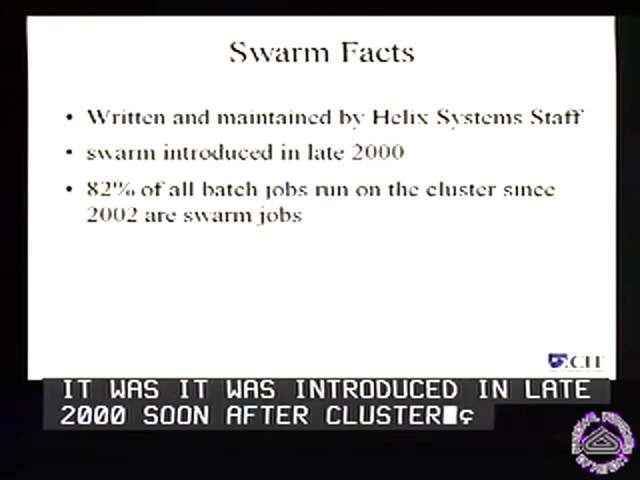 Swarm Facts
• Written and maintained by Helix Systems Staff
• swarm introduced in late 2000
• 82% of all batch jobs run on the cluster since
2002 are swarm jobs
CIT
IT WAS IT WAS INTRODUCED IN LATE
2000 SOON AFTER CLUSTER█ç